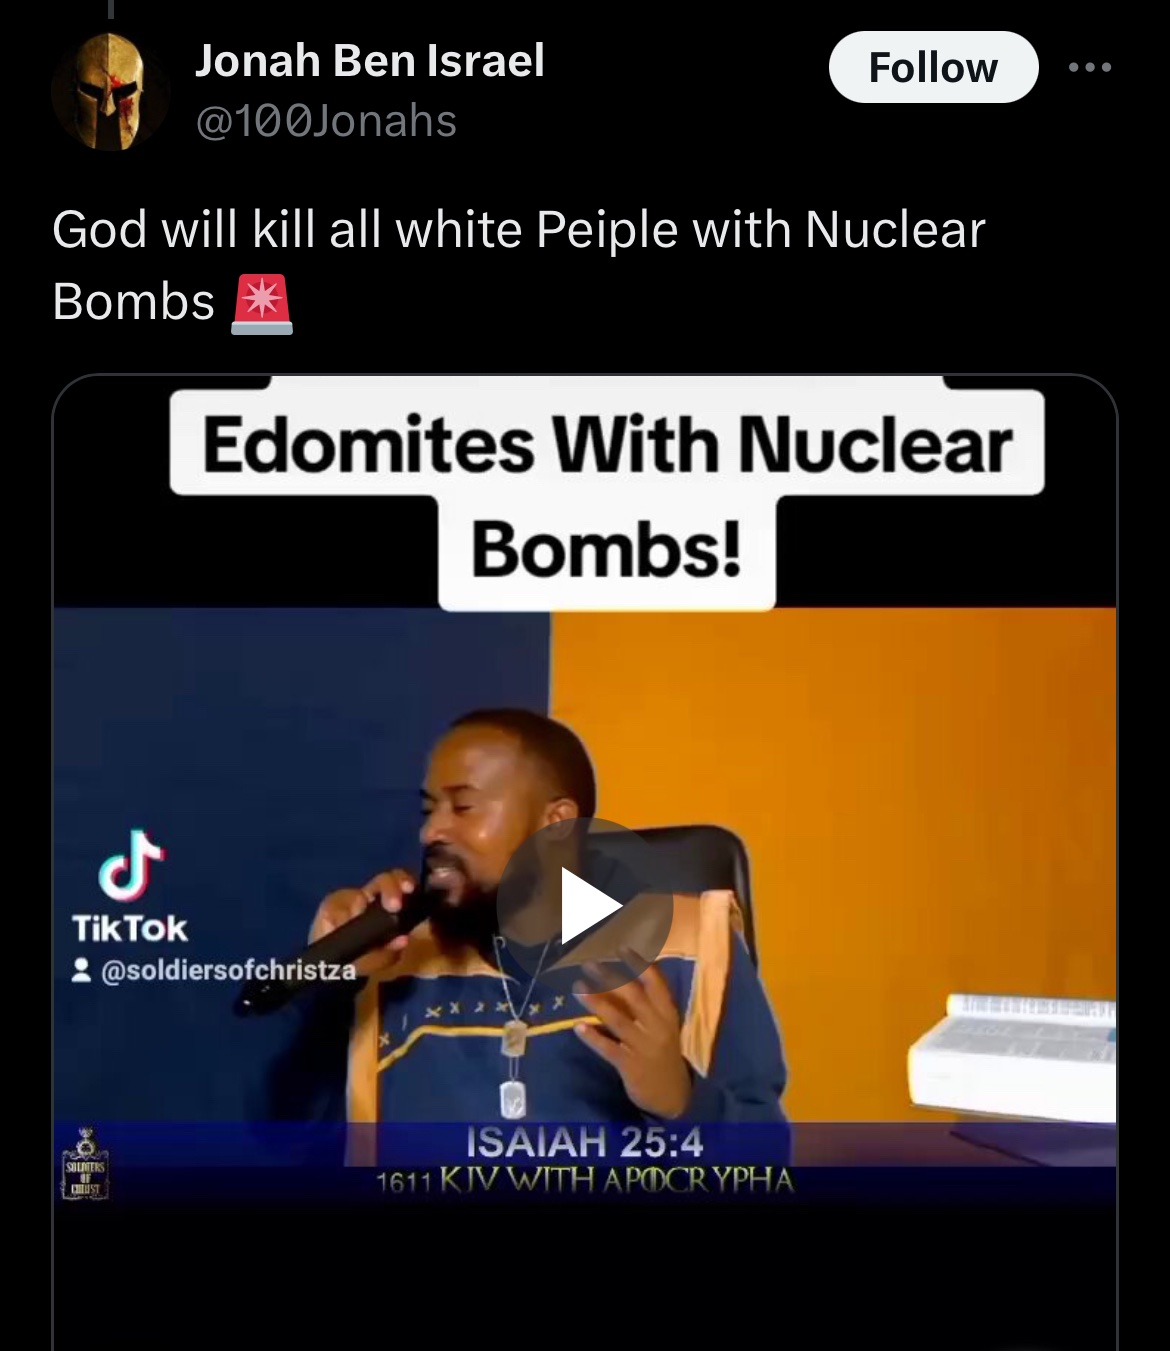 Jonah Ben Israel
Follow
@100Jonahs
God will kill all white Peiple with Nuclear
Bombs
Edomites With Nuclear
Bombs!
TikTok
@soldiersofchristza
ISAIAH 25:4
1611 KJV WITH APOCRYPHA
SOLDIERS
OF
CHRIST